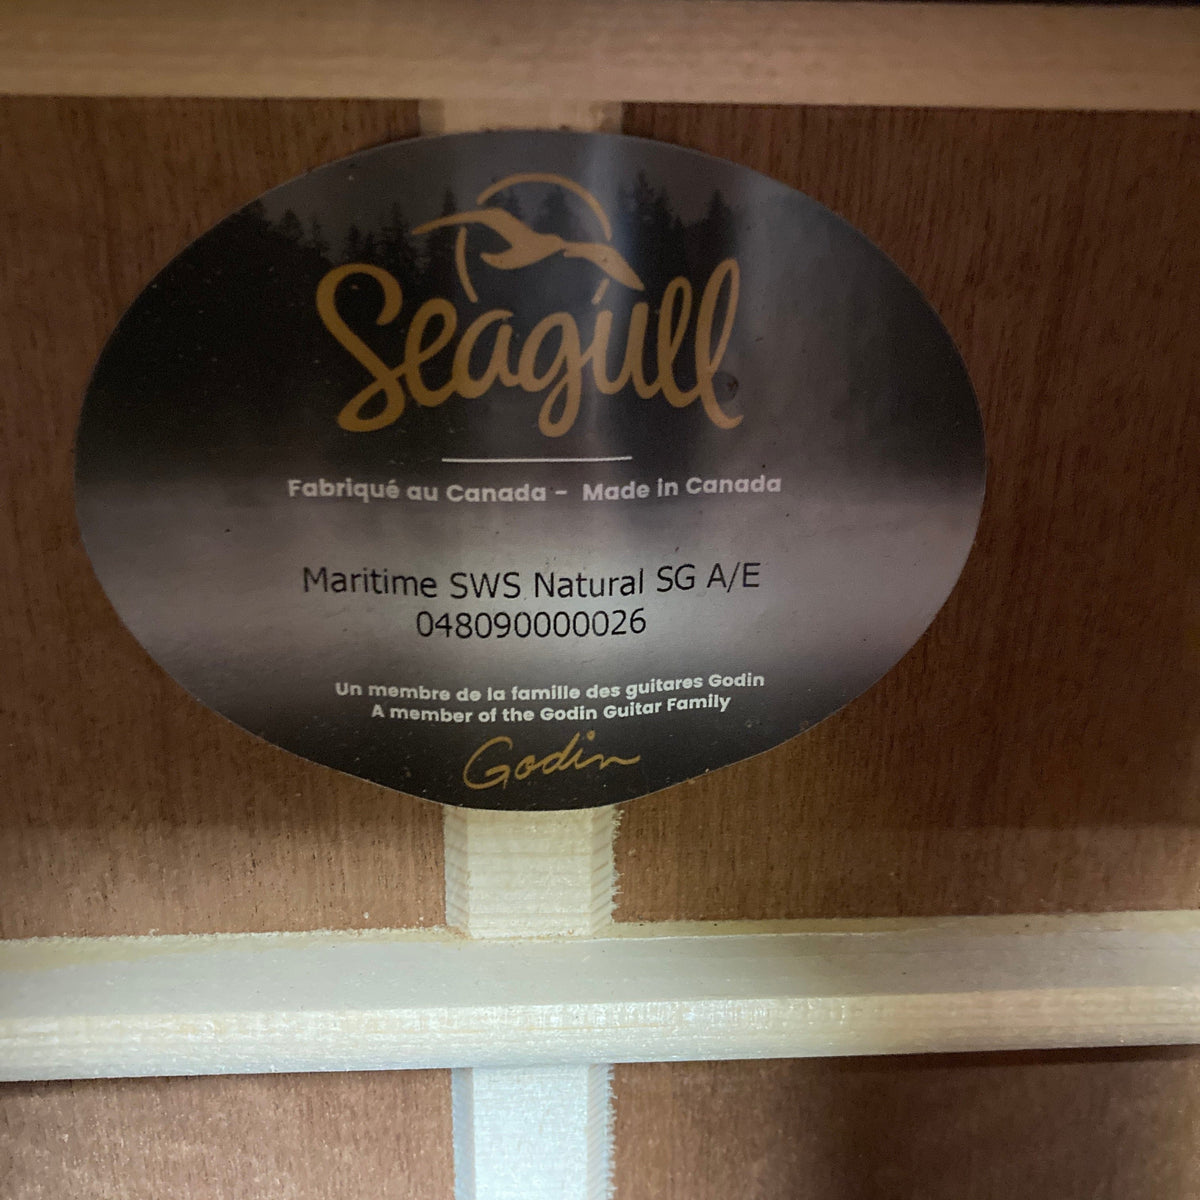 Seagull
Fabriqué au Canada - Made in Canada
Maritime SWS Natural SG A/E
048090000026
Un membre de la famille des guitares Godin
A member of the Godin Guitar Family
Godin